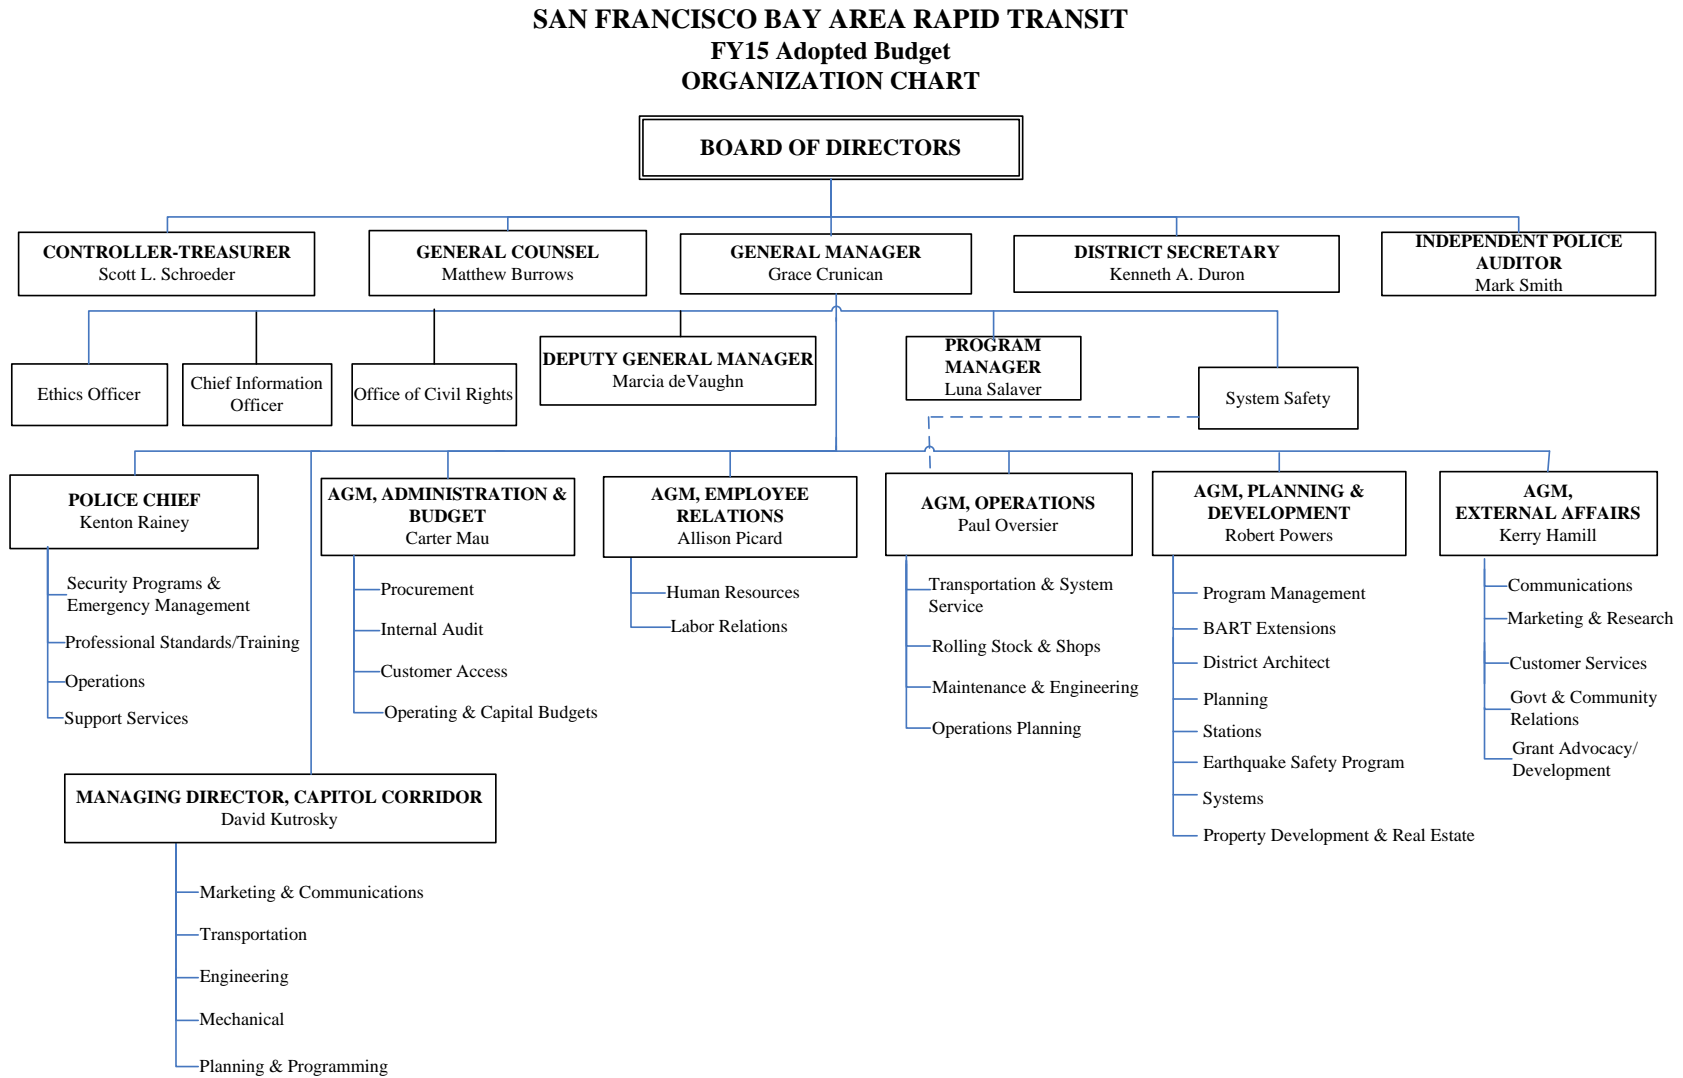 SAN FRANCISCO BAY AREA RAPID TRANSIT
FY15 Adopted Budget
ORGANIZATION CHART
BOARD OF DIRECTORS
CONTROLLER-TREASURER
Scott L. Schroeder
GENERAL COUNSEL
Matthew Burrows
GENERAL MANAGER
Grace Crunican
DISTRICT SECRETARY
Kenneth A. Duron
INDEPENDENT POLICE
AUDITOR
Mark Smith
Ethics Officer
Chief Information
Officer
Office of Civil Rights
DEPUTY GENERAL MANAGER
Marcia deVaughn
PROGRAM
MANAGER
Luna Salaver
System Safety
POLICE CHIEF
Kenton Rainey
Security Programs &
Emergency Management
Professional Standards/Training
Operations
Support Services
AGM, ADMINISTRATION &
BUDGET
Carter Mau
Procurement
Internal Audit
Customer Access
Operating & Capital Budgets
AGM, EMPLOYEE
RELATIONS
Allison Picard
Human Resources
Labor Relations
AGM, OPERATIONS
Paul Oversier
Transportation & System
Service
Rolling Stock & Shops
Maintenance & Engineering
Operations Planning
AGM, PLANNING &
DEVELOPMENT
Robert Powers
Program Management
BART Extensions
District Architect
Planning
Stations
Earthquake Safety Program
Systems
Property Development & Real Estate
AGM,
EXTERNAL AFFAIRS
Kerry Hamill
Communications
Marketing & Research
Customer Services
Govt & Community
Relations
Grant Advocacy/
Development
MANAGING DIRECTOR, CAPITOL CORRIDOR
David Kutrosky
Marketing & Communications
Transportation
Engineering
Mechanical
Planning & Programming